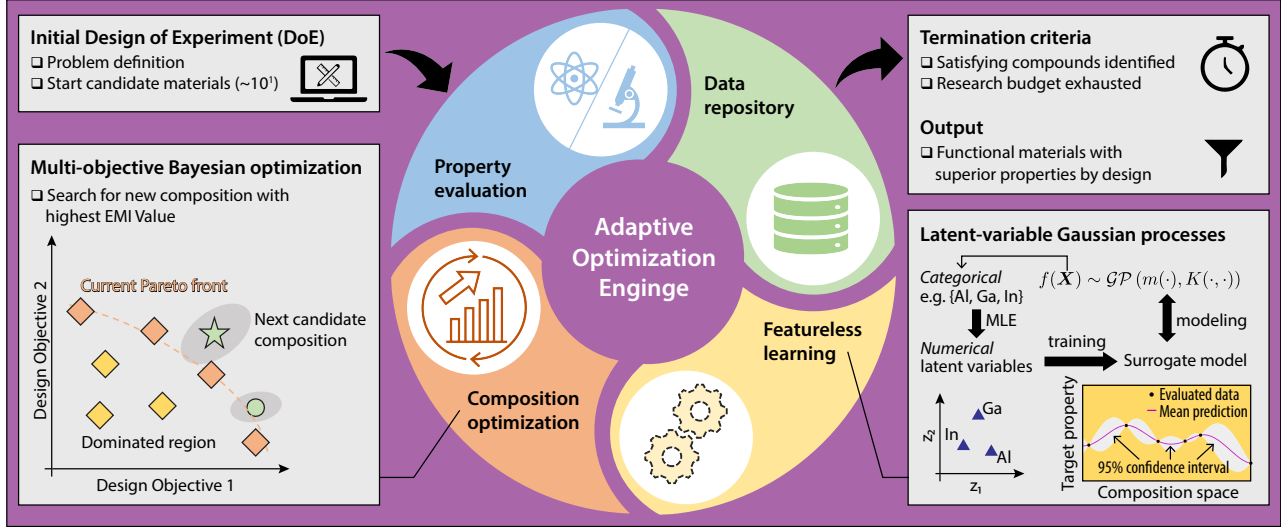 Initial Design of Experiment (DoE)
❏ Problem definition
❏ Start candidate materials (~10¹)
Multi-objective Bayesian optimization
❏ Search for new composition with
highest EMI Value
Design Objective 2
Current Pareto front
Next candidate
composition
Dominated region
Design Objective 1
Property
evaluation
Data
repository
Adaptive
Optimization
Enginge
Featureless
learning
Composition
optimization
Termination criteria
❏ Satisfying compounds identified
❏ Research budget exhausted
Output
❏ Functional materials with
superior properties by design
Latent-variable Gaussian processes
Categorical
e.g. {Al, Ga, In}
f(X) ∼ GP (m(·), K(·, ·))
MLE
modeling
Numerical
latent variables
training
Surrogate model
z₂
Ga
In
Al
z₁
Target property
Evaluated data
Mean prediction
95% confidence interval
Composition space